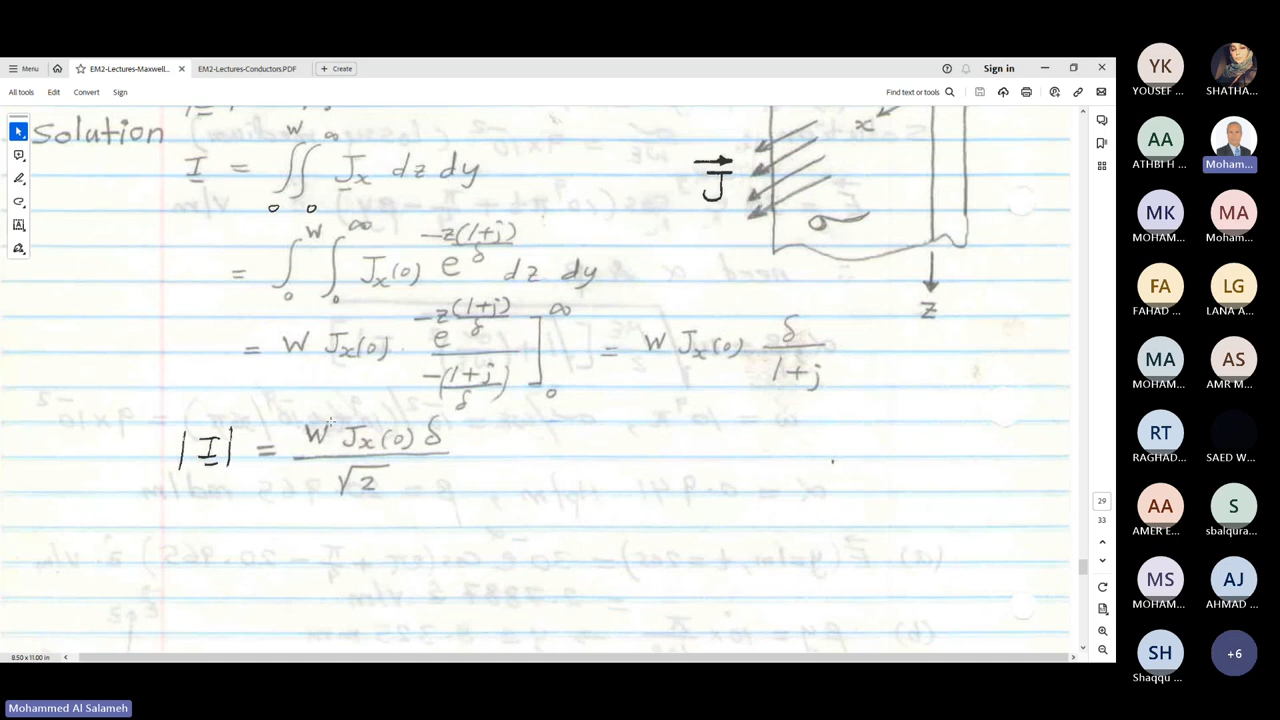 Menu
EM2-Lectures-Maxwell...
EM2-Lectures-Conductors.PDF
Create
Sign in
All tools Edit Convert Sign
Find text or tools
Solution
I = ∫₀^W ∫₀^∞ Jx dz dy
= ∫₀^W ∫₀^∞ Jx(0) e^(-z(1+j)/δ) dz dy
= W Jx(0) · e^(-z(1+j)/δ) / (-(1+j)/δ) ]₀^∞ = W Jx(0) δ/(1+j)
|I| = W Jx(0) δ / √2
x
J
σ
z
29
33
8.50 x 11.00 in
YK
YOUSEF ...
SHATHA...
AA
ATHBI H ...
Moham...
MK
MOHAM...
MA
Moham...
FA
FAHAD ...
LG
LANA A...
MA
MOHAM...
AS
AMR M...
RT
RAGHAD...
SAED W...
AA
AMER E...
S
sbalqura...
MS
MOHAM...
AJ
AHMAD ...
SH
Shaqqu ...
+6
Mohammed Al Salameh